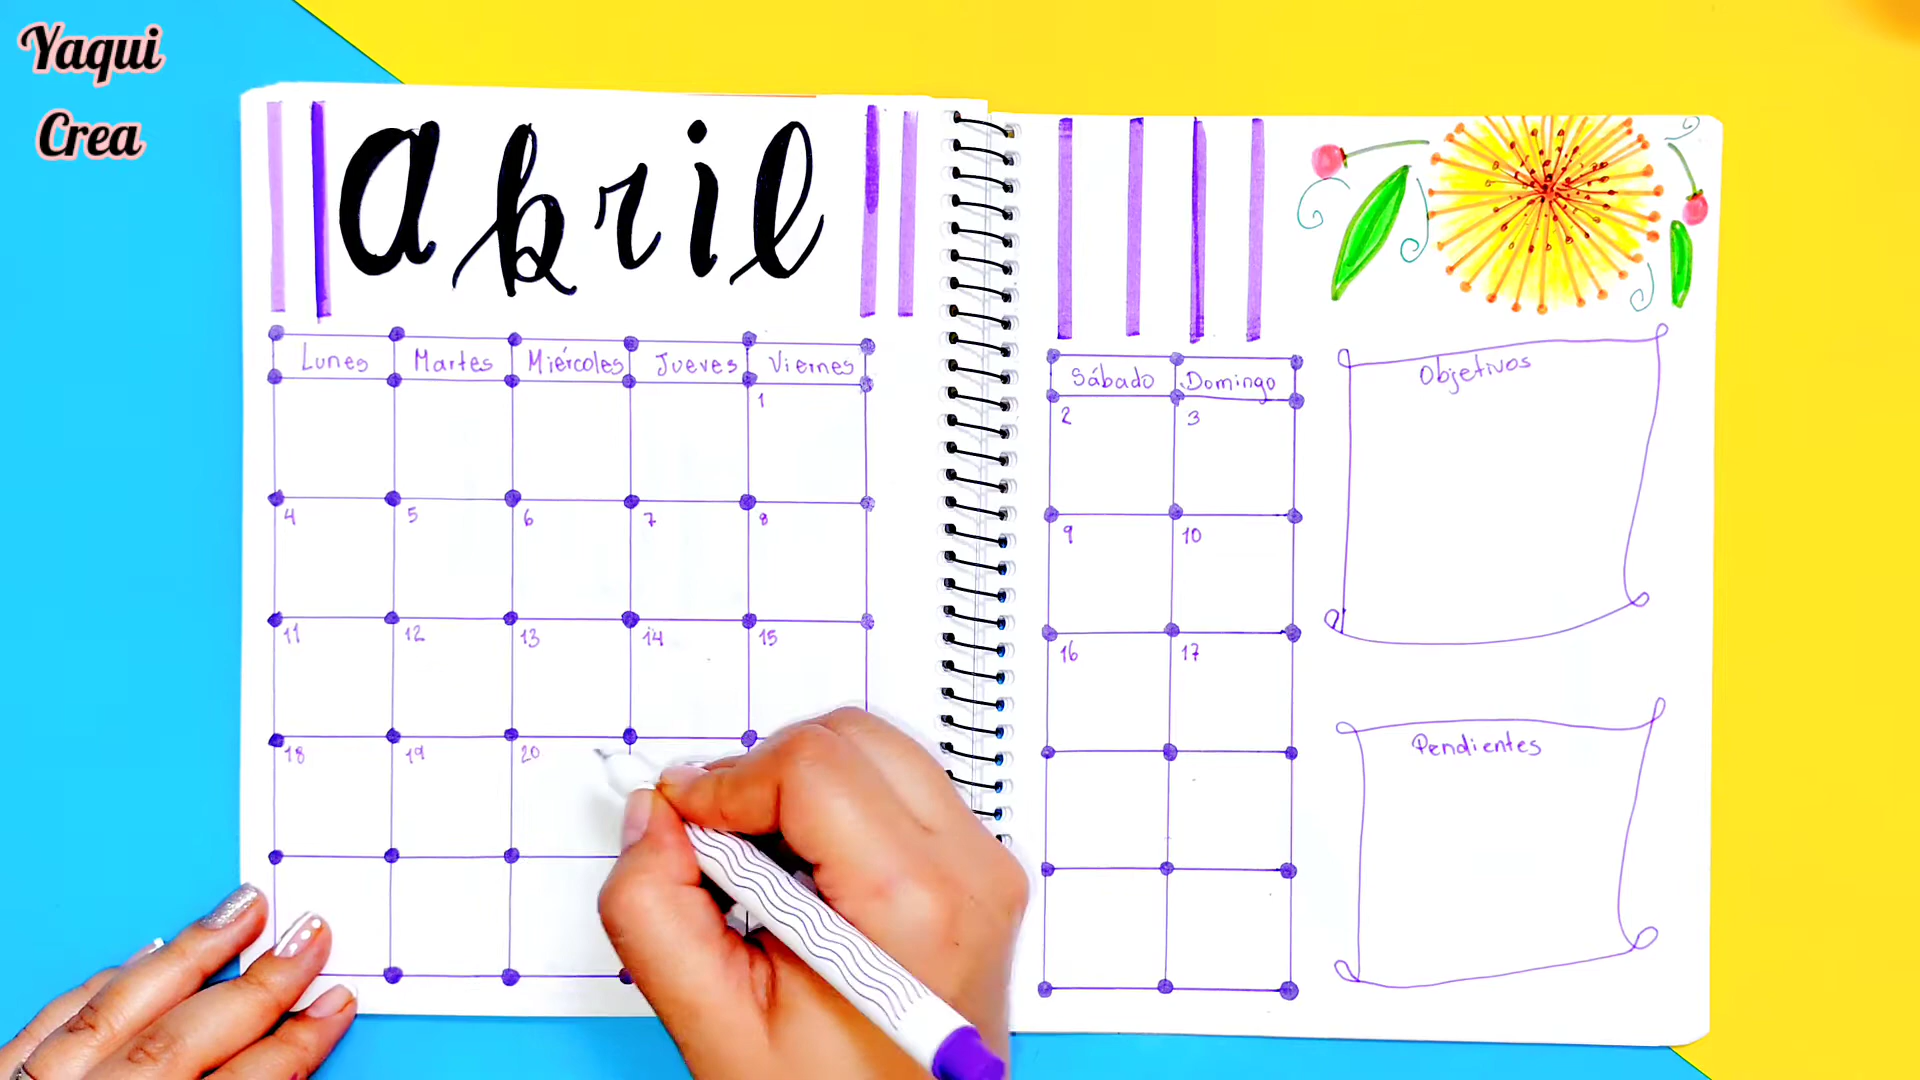 Yaqui
Crea
abril
Lunes Martes Miércoles Jueves Viernes
1
4 5 6 7 8
11 12 13 14 15
18 19 20
Sábado Domingo
2 3
9 10
16 17
Objetivos
Pendientes